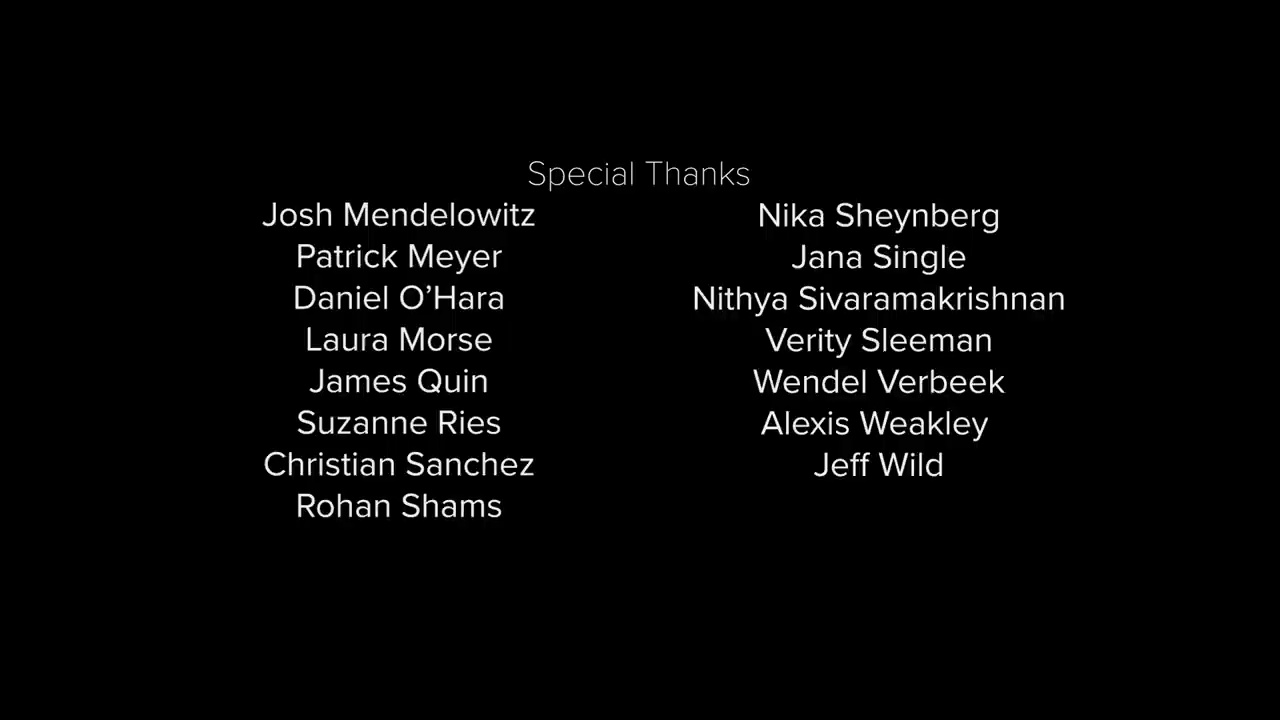 Special Thanks
Josh Mendelowitz
Patrick Meyer
Daniel O’Hara
Laura Morse
James Quin
Suzanne Ries
Christian Sanchez
Rohan Shams
Nika Sheynberg
Jana Single
Nithya Sivaramakrishnan
Verity Sleeman
Wendel Verbeek
Alexis Weakley
Jeff Wild